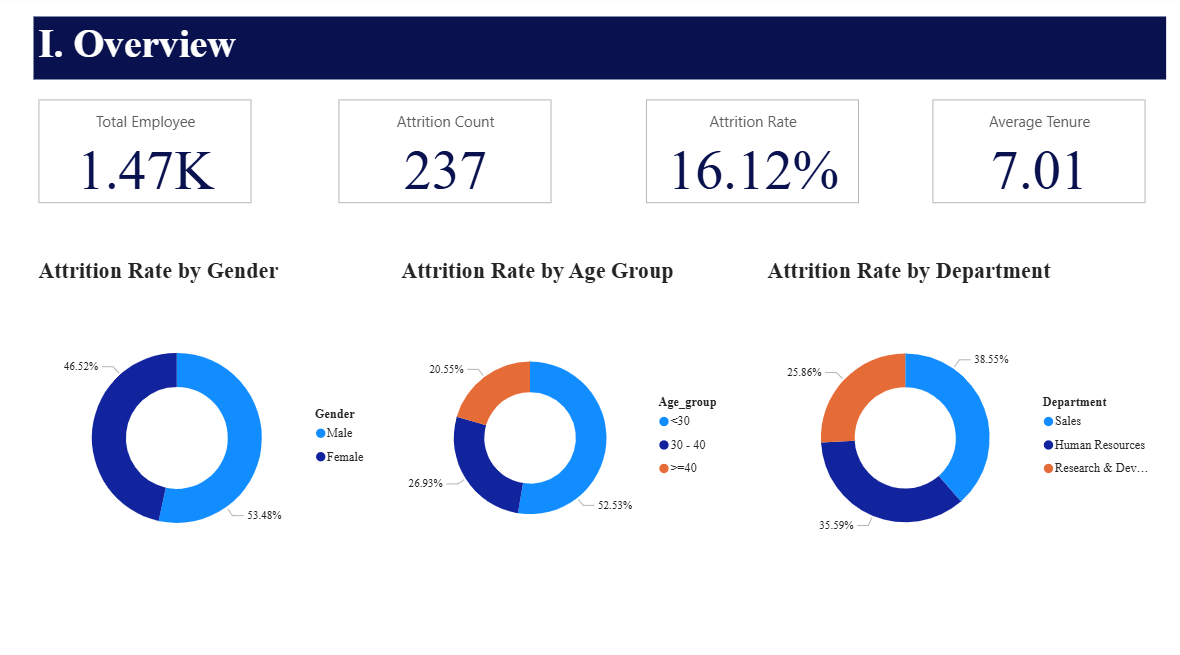 I. Overview
Total Employee
1.47K
Attrition Count
237
Attrition Rate
16.12%
Average Tenure
7.01
Attrition Rate by Gender
46.52%
53.48%
Gender
Male
Female
Attrition Rate by Age Group
20.55%
26.93%
52.53%
Age_group
<30
30 - 40
>=40
Attrition Rate by Department
25.86%
38.55%
35.59%
Department
Sales
Human Resources
Research & Dev...